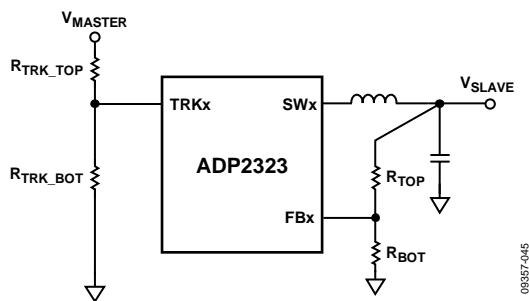 VMASTER
RTRK_TOP
TRKx
SWx
VSLAVE
ADP2323
RTRK_BOT
RTOP
FBx
RBOT
09357-045